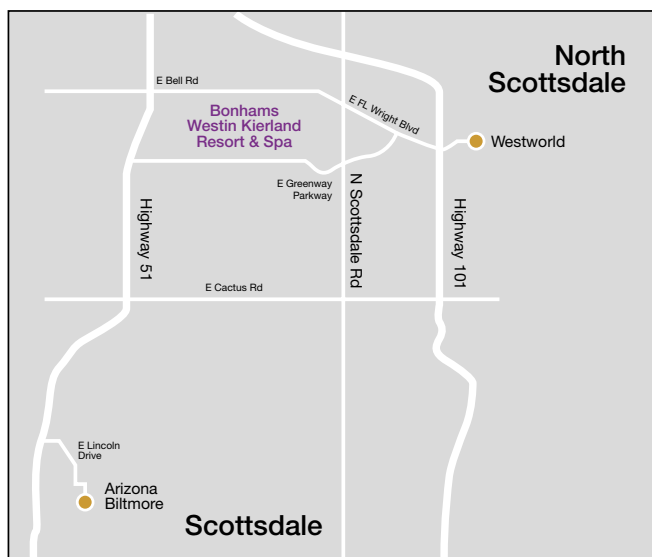 North
Scottsdale
E Bell Rd
E FL Wright Blvd
Bonhams
Westin Kierland
Resort & Spa
Westworld
E Greenway
Parkway
Highway 51
N Scottsdale Rd
Highway 101
E Cactus Rd
E Lincoln
Drive
Arizona
Biltmore
Scottsdale